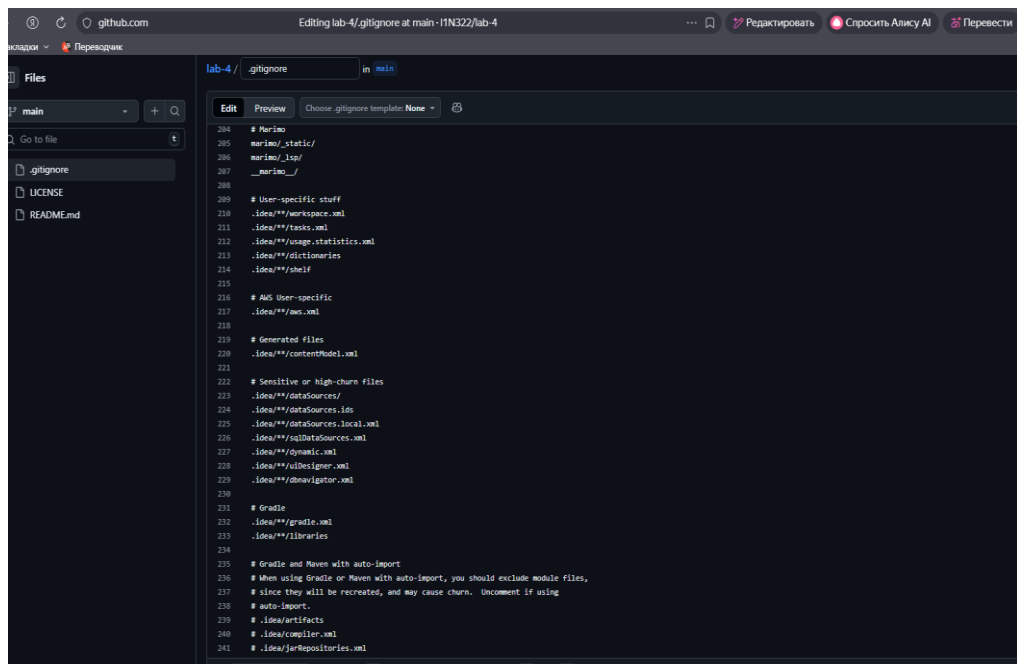 github.com
Editing lab-4/.gitignore at main · I1N322/lab-4
Редактировать
Спросить Алису AI
Перевести
акладки
Переводчик
Files
lab-4 / .gitignore in main
main
Go to file
t
.gitignore
LICENSE
README.md
Edit Preview Choose .gitignore template: None
204 # Marimo
205 marimo/_static/
206 marimo/_lsp/
207 __marimo__/
208
209 # User-specific stuff
210 .idea/**/workspace.xml
211 .idea/**/tasks.xml
212 .idea/**/usage.statistics.xml
213 .idea/**/dictionaries
214 .idea/**/shelf
215
216 # AWS User-specific
217 .idea/**/aws.xml
218
219 # Generated files
220 .idea/**/contentModel.xml
221
222 # Sensitive or high-churn files
223 .idea/**/dataSources/
224 .idea/**/dataSources.ids
225 .idea/**/dataSources.local.xml
226 .idea/**/sqlDataSources.xml
227 .idea/**/dynamic.xml
228 .idea/**/uiDesigner.xml
229 .idea/**/dbnavigator.xml
230
231 # Gradle
232 .idea/**/gradle.xml
233 .idea/**/libraries
234
235 # Gradle and Maven with auto-import
236 # When using Gradle or Maven with auto-import, you should exclude module files,
237 # since they will be recreated, and may cause churn.  Uncomment if using
238 # auto-import.
239 # .idea/artifacts
240 # .idea/compiler.xml
241 # .idea/jarRepositories.xml